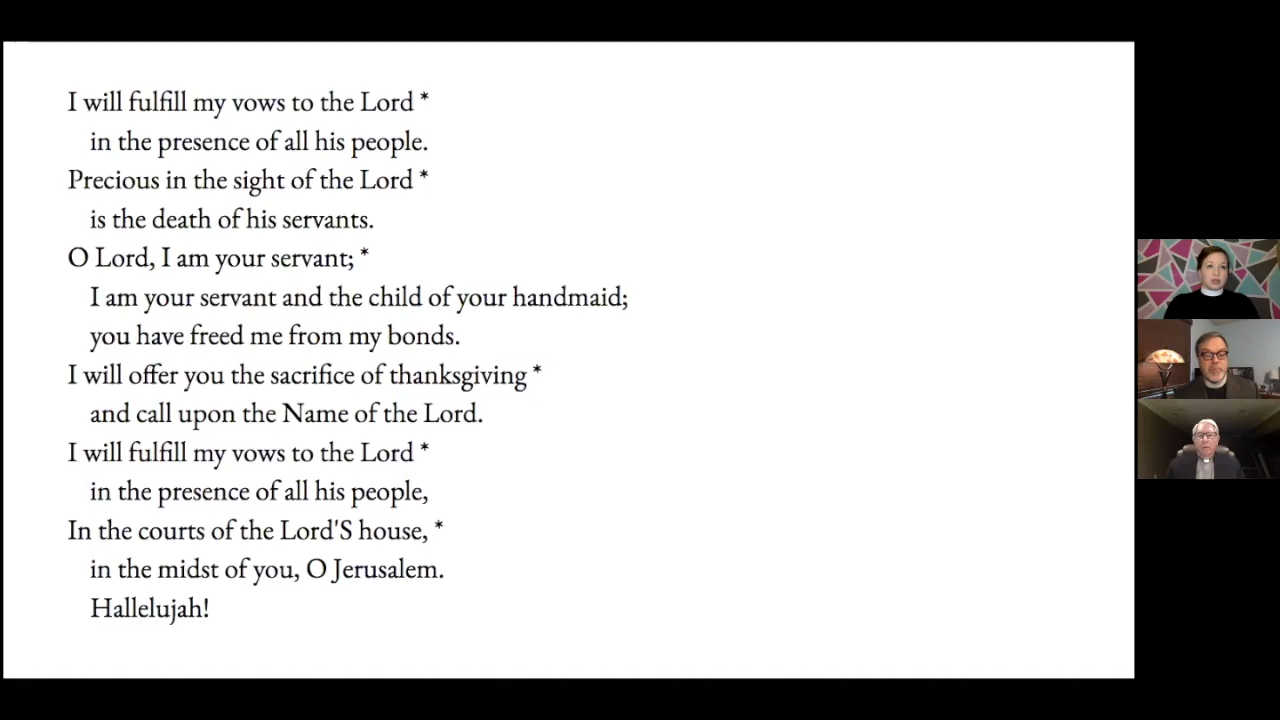 I will fulfill my vows to the Lord *
in the presence of all his people.
Precious in the sight of the Lord *
is the death of his servants.
O Lord, I am your servant; *
I am your servant and the child of your handmaid;
you have freed me from my bonds.
I will offer you the sacrifice of thanksgiving *
and call upon the Name of the Lord.
I will fulfill my vows to the Lord *
in the presence of all his people,
In the courts of the Lord'S house, *
in the midst of you, O Jerusalem.
Hallelujah!